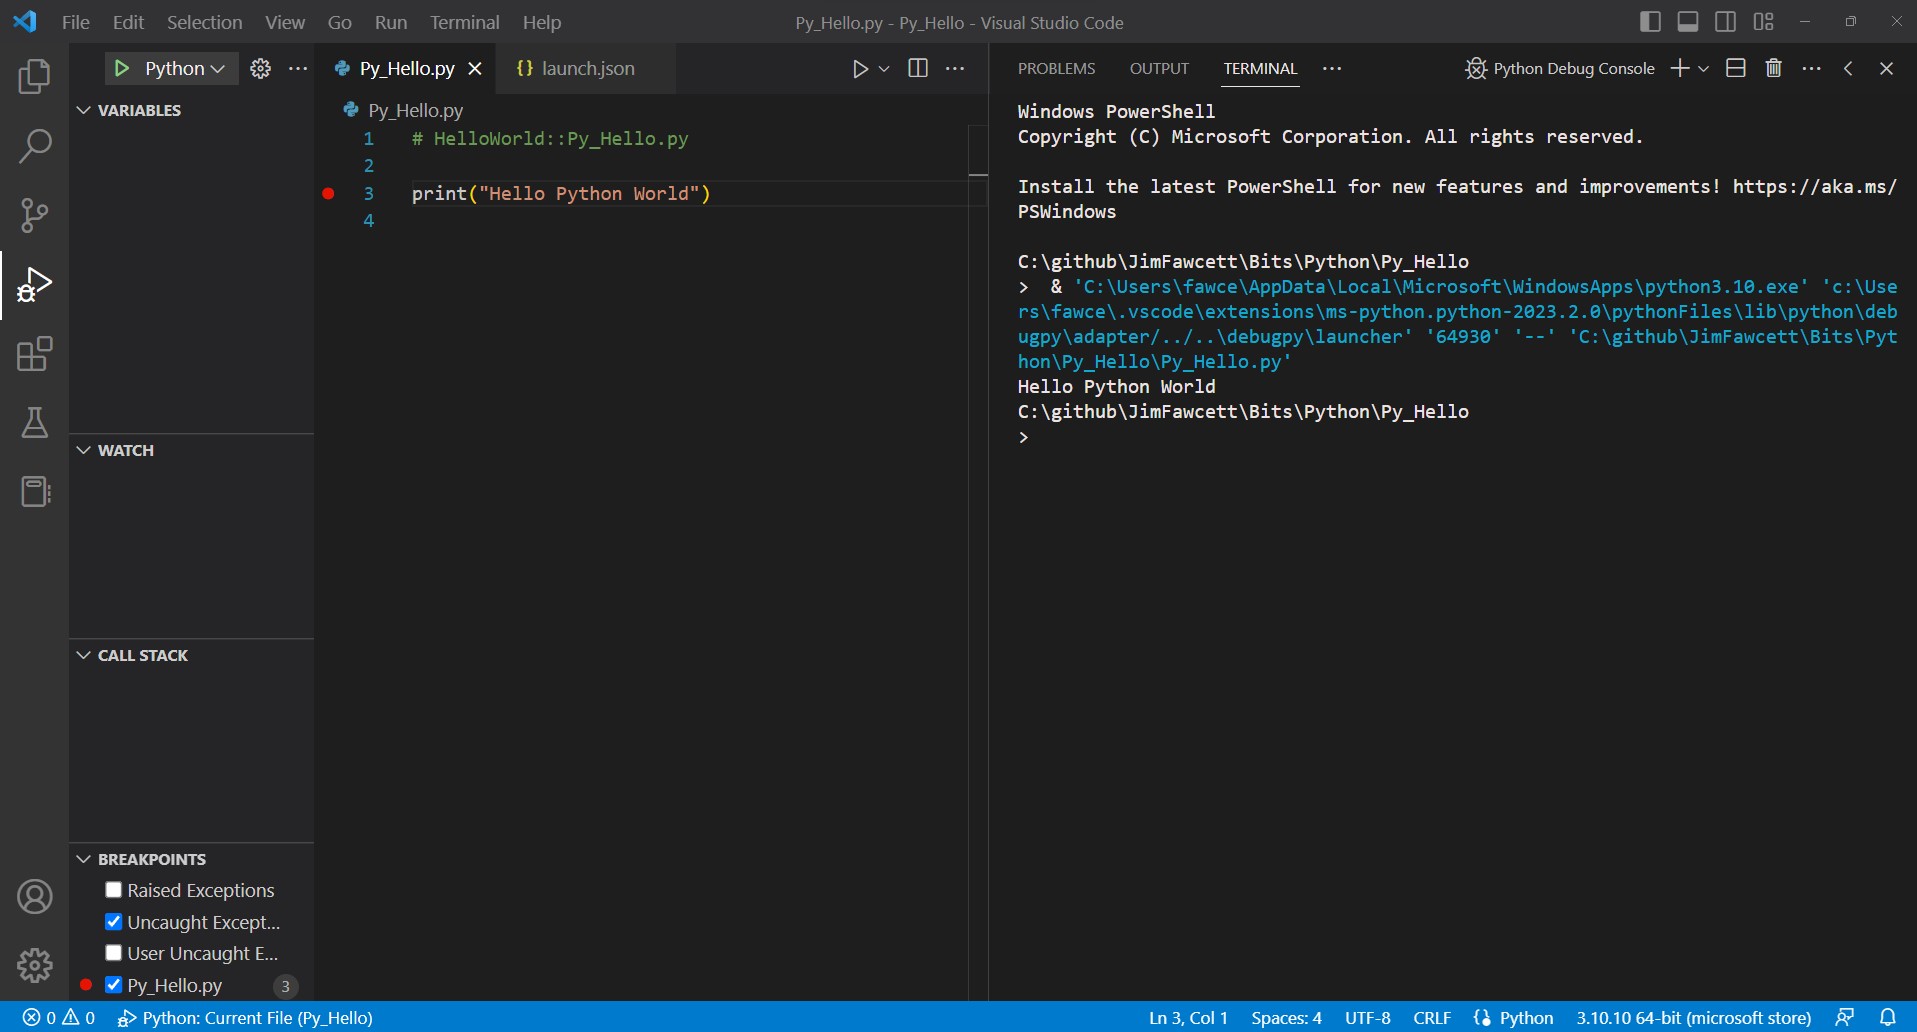 File Edit Selection View Go Run Terminal Help
Py_Hello.py - Py_Hello - Visual Studio Code
Python
VARIABLES
WATCH
CALL STACK
BREAKPOINTS
Raised Exceptions
Uncaught Except...
User Uncaught E...
Py_Hello.py 3
Py_Hello.py
{} launch.json
Py_Hello.py
1 # HelloWorld::Py_Hello.py
2
3 print("Hello Python World")
4
PROBLEMS OUTPUT TERMINAL ... Python Debug Console
Windows PowerShell
Copyright (C) Microsoft Corporation. All rights reserved.
Install the latest PowerShell for new features and improvements! https://aka.ms/
PSWindows
C:\github\JimFawcett\Bits\Python\Py_Hello
> & 'C:\Users\fawce\AppData\Local\Microsoft\WindowsApps\python3.10.exe' 'c:\Use
rs\fawce\.vscode\extensions\ms-python.python-2023.2.0\pythonFiles\lib\python\deb
ugpy\adapter/../..\debugpy\launcher' '64930' '--' 'C:\github\JimFawcett\Bits\Pyt
hon\Py_Hello\Py_Hello.py'
Hello Python World
C:\github\JimFawcett\Bits\Python\Py_Hello
>
0 0 Python: Current File (Py_Hello) Ln 3, Col 1 Spaces: 4 UTF-8 CRLF Python 3.10.10 64-bit (microsoft store)